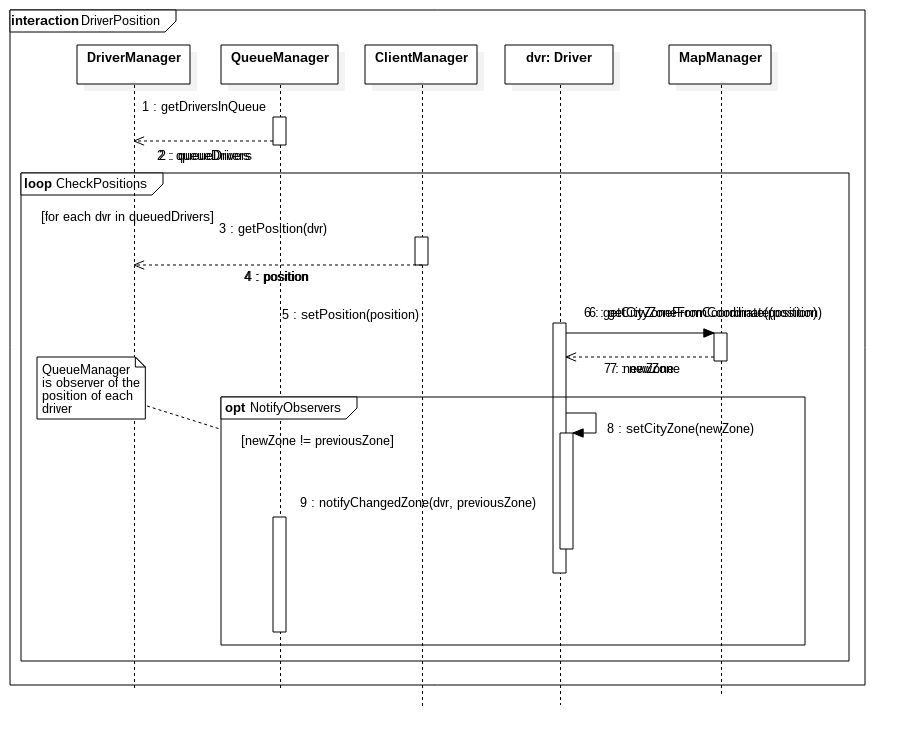 interaction DriverPosition
DriverManager
QueueManager
ClientManager
dvr: Driver
MapManager
1 : getDriversInQueue
2 : queueDrivers
loop CheckPositions
[for each dvr in queuedDrivers]
3 : getPosition(dvr)
4 : position
5 : setPosition(position)
6 : getCityZoneFromCoordinate(position)
7 : newZone
QueueManager
is observer of the
position of each
driver
opt NotifyObservers
8 : setCityZone(newZone)
[newZone != previousZone]
9 : notifyChangedZone(dvr, previousZone)